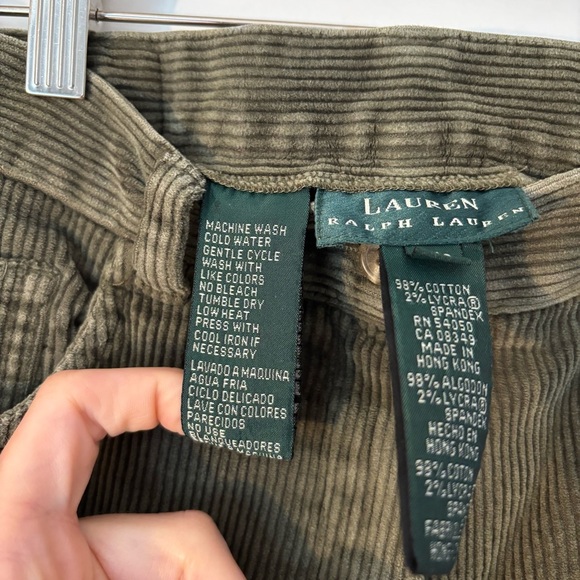 LAUREN
RALPH LAUREN
MACHINE WASH
COLD WATER
GENTLE CYCLE
WASH WITH
LIKE COLORS
NO BLEACH
TUMBLE DRY
LOW HEAT
PRESS WITH
COOL IRON IF
NECESSARY
LAVADO A MAQUINA
AGUA FRIA
CICLO DELICADO
LAVE CON COLORES
PARECIDOS
NO USE
BLANQUEADORES
98% COTTON
2% LYCRA®
SPANDEX
RN 54050
CA 08349
MADE IN
HONG KONG
98% ALGODON
2% LYCRA®
SPANDEX
HECHO EN
HONG KONG
98% COTON
2% LYCRA